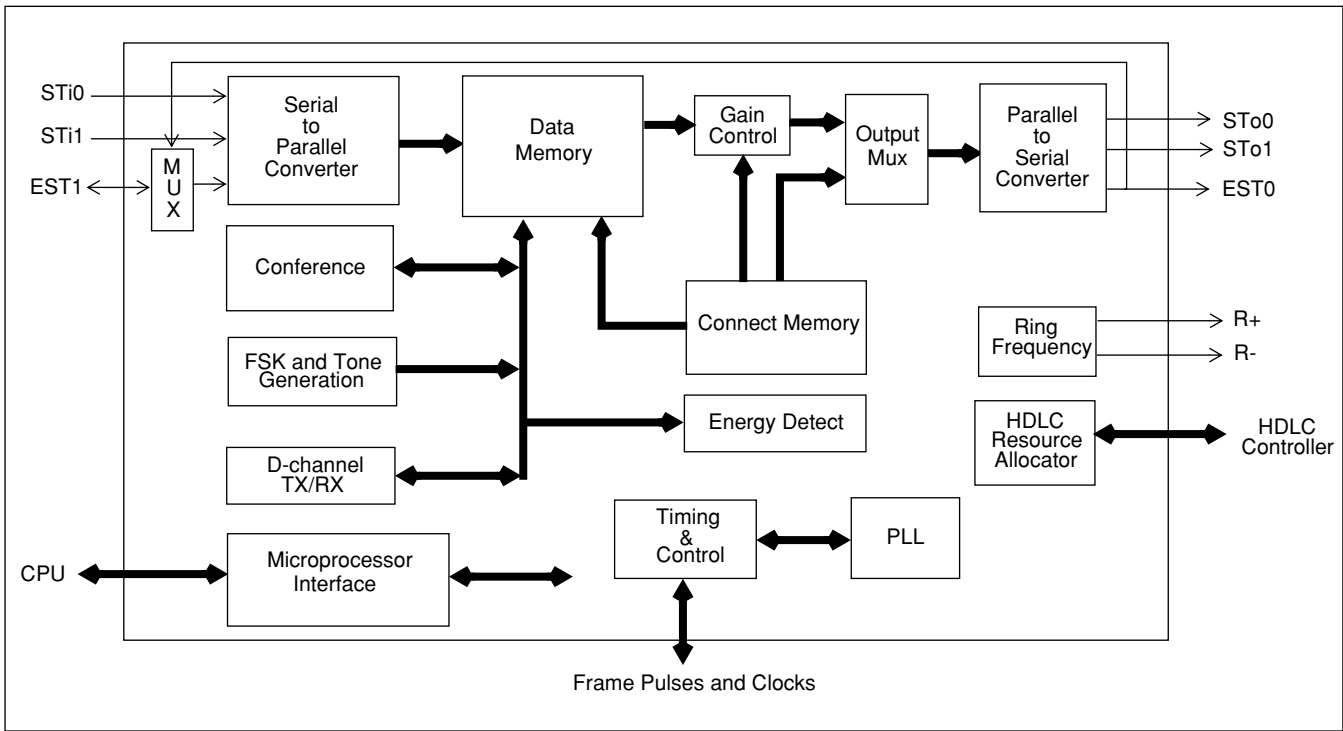 STi0
STi1
EST1
M
U
X
Serial
to
Parallel
Converter
Data
Memory
Gain
Control
Output
Mux
Parallel
to
Serial
Converter
STo0
STo1
EST0
Conference
Connect Memory
Ring
Frequency
R+
R-
FSK and Tone
Generation
Energy Detect
HDLC
Resource
Allocator
HDLC
Controller
D-channel
TX/RX
Timing
&
Control
PLL
CPU
Microprocessor
Interface
Frame Pulses and Clocks